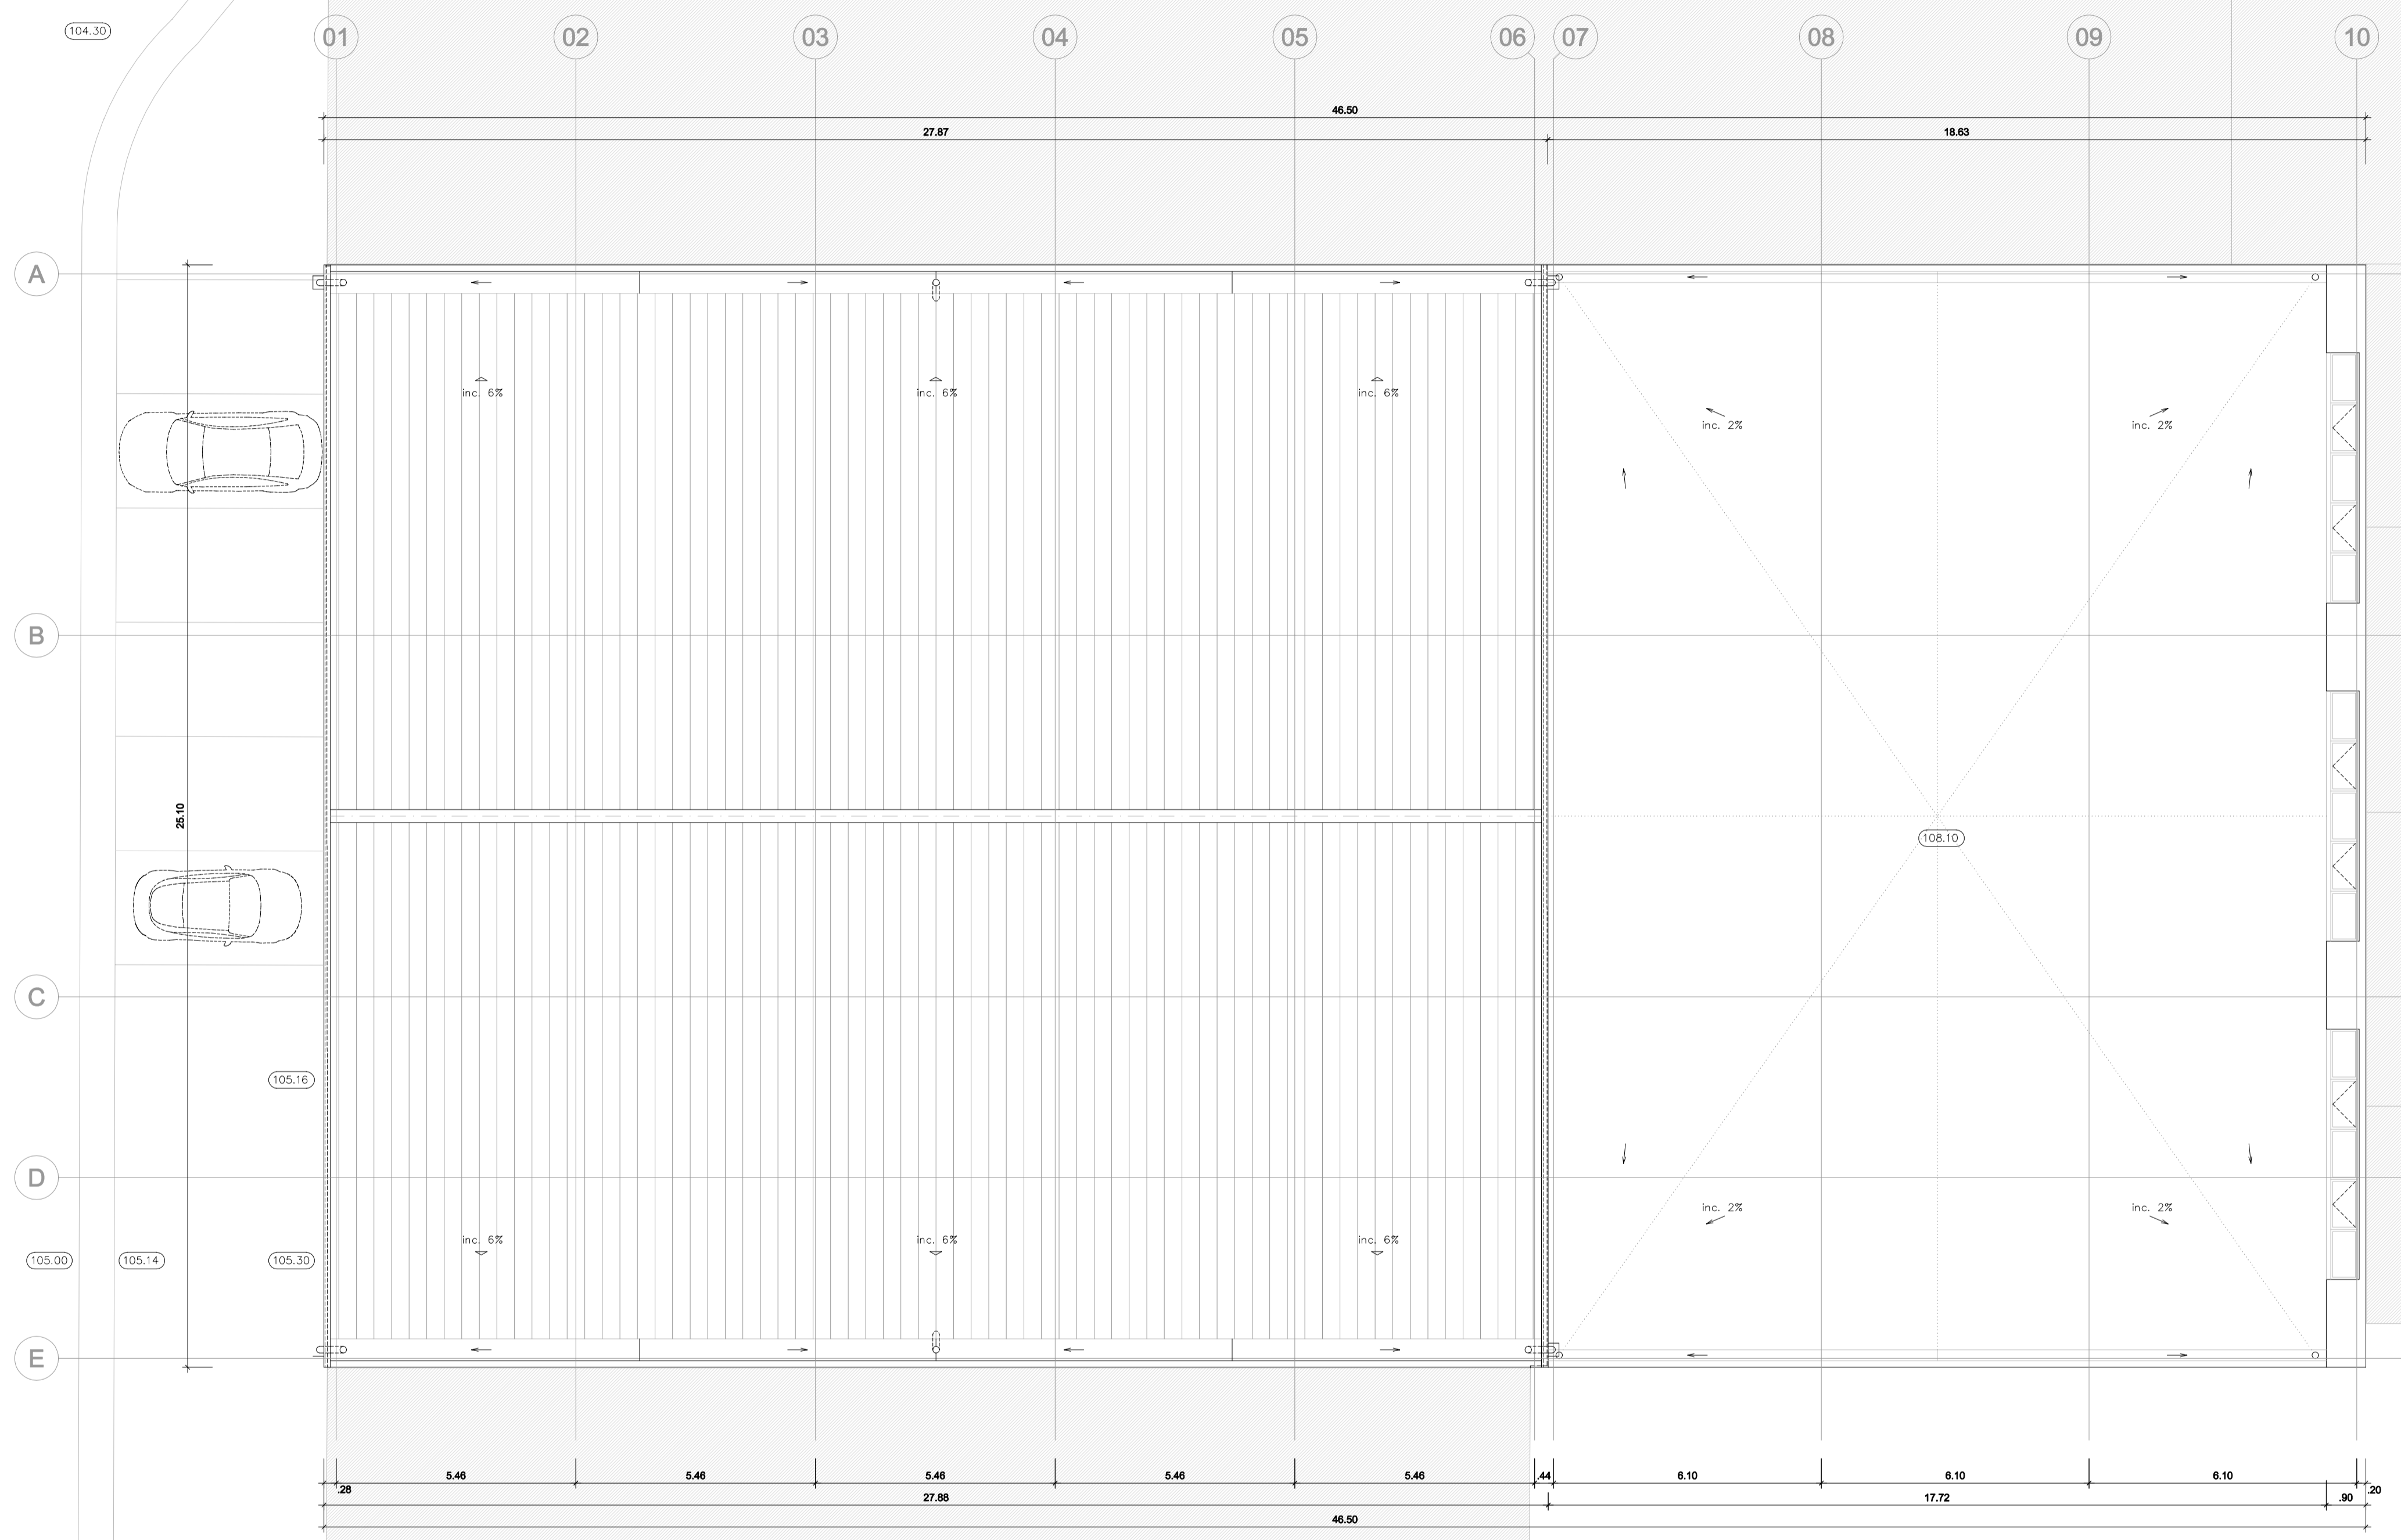 104.30
01 02 03 04 05 06 07 08 09 10
46.50
27.87 18.63
A
inc. 6% inc. 6% inc. 6%
inc. 2% inc. 2%
B
25.10
108.10
C
105.16
D
inc. 2% inc. 2%
inc. 6% inc. 6% inc. 6%
105.00 105.14 105.30
E
5.46 5.46 5.46 5.46 5.46 .44 6.10 6.10 6.10
.28 .20
27.88 17.72 .90
46.50